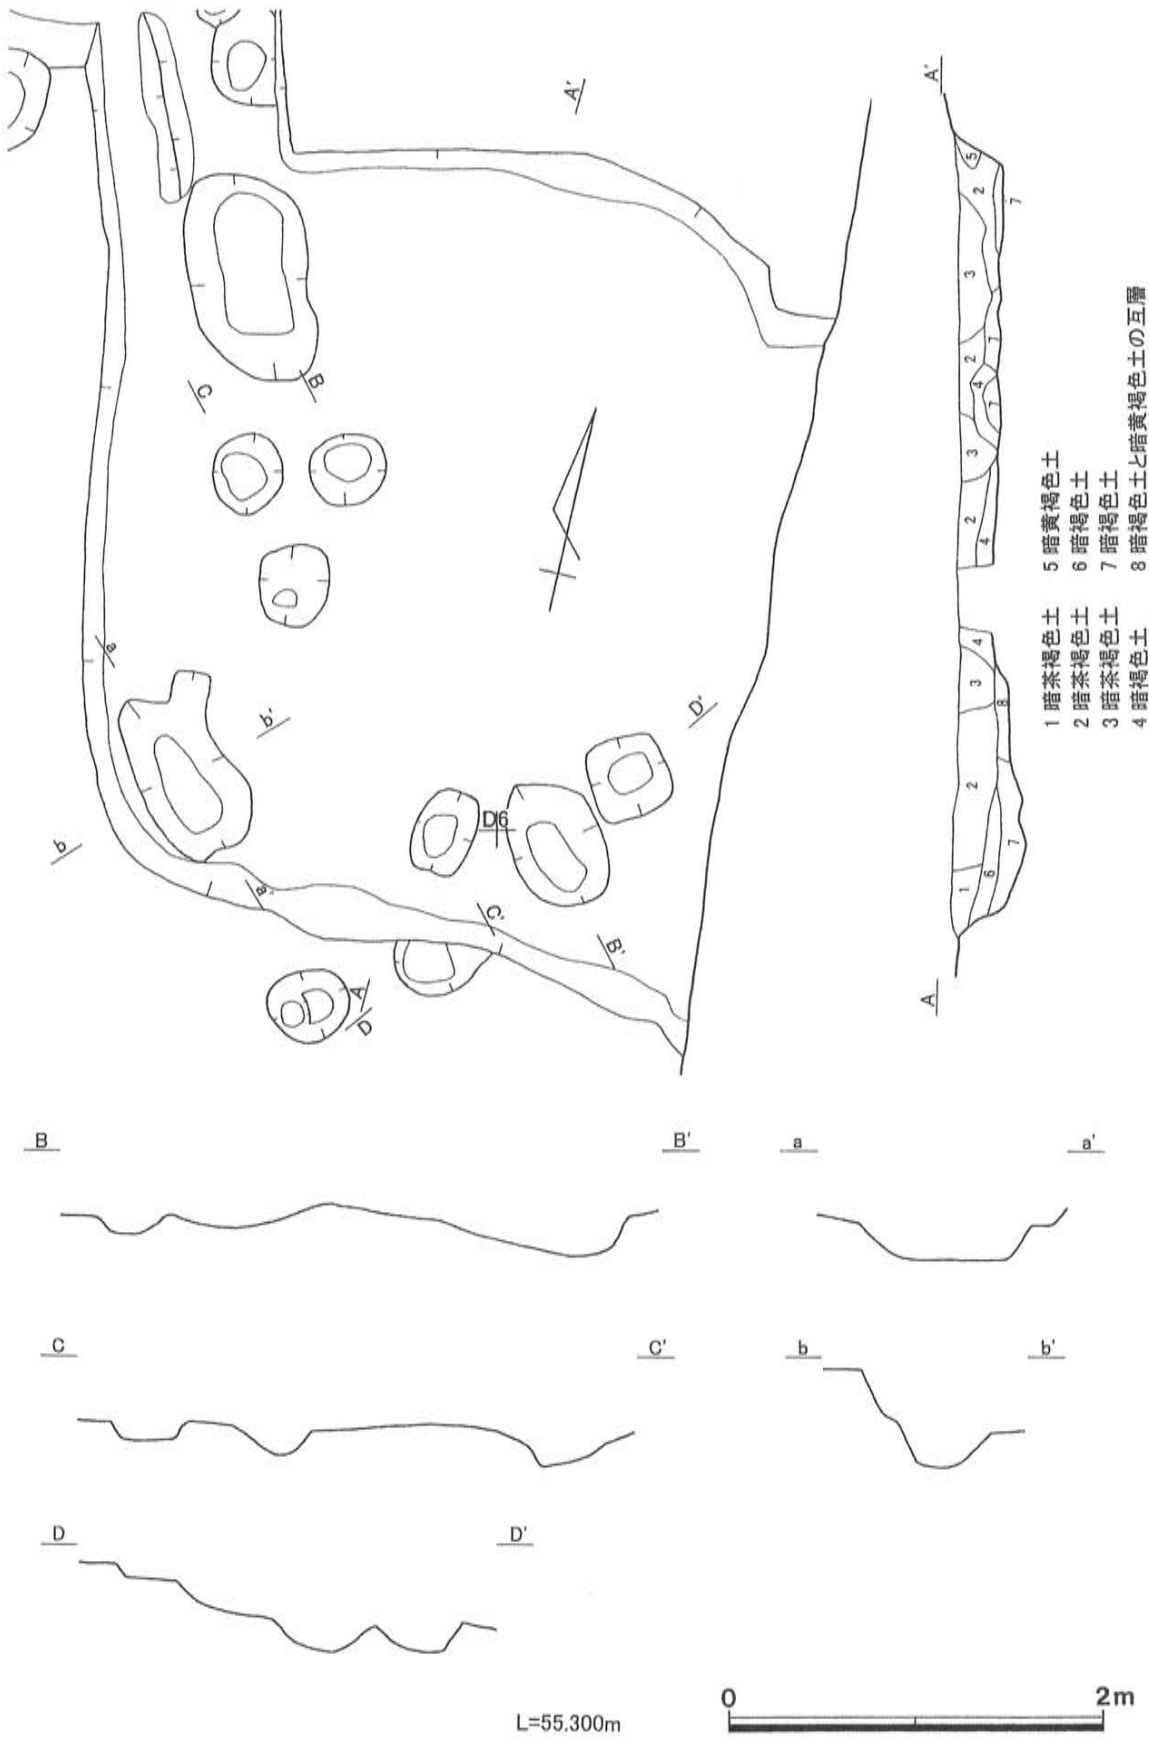 A'
A'
5
2
7
3
C
B
2
7
4
7
3
2
4
a
b'
D'
4
3
8
2
7
6
1
D6
b
a'
C'
B'
A
D
A
1 暗茶褐色土
2 暗茶褐色土
3 暗茶褐色土
4 暗褐色土
5 暗黄褐色土
6 暗褐色土
7 暗褐色土
8 暗褐色土と暗黄褐色土の互層
B B' a a'
C C' b b'
D D'
L=55.300m
0 2m